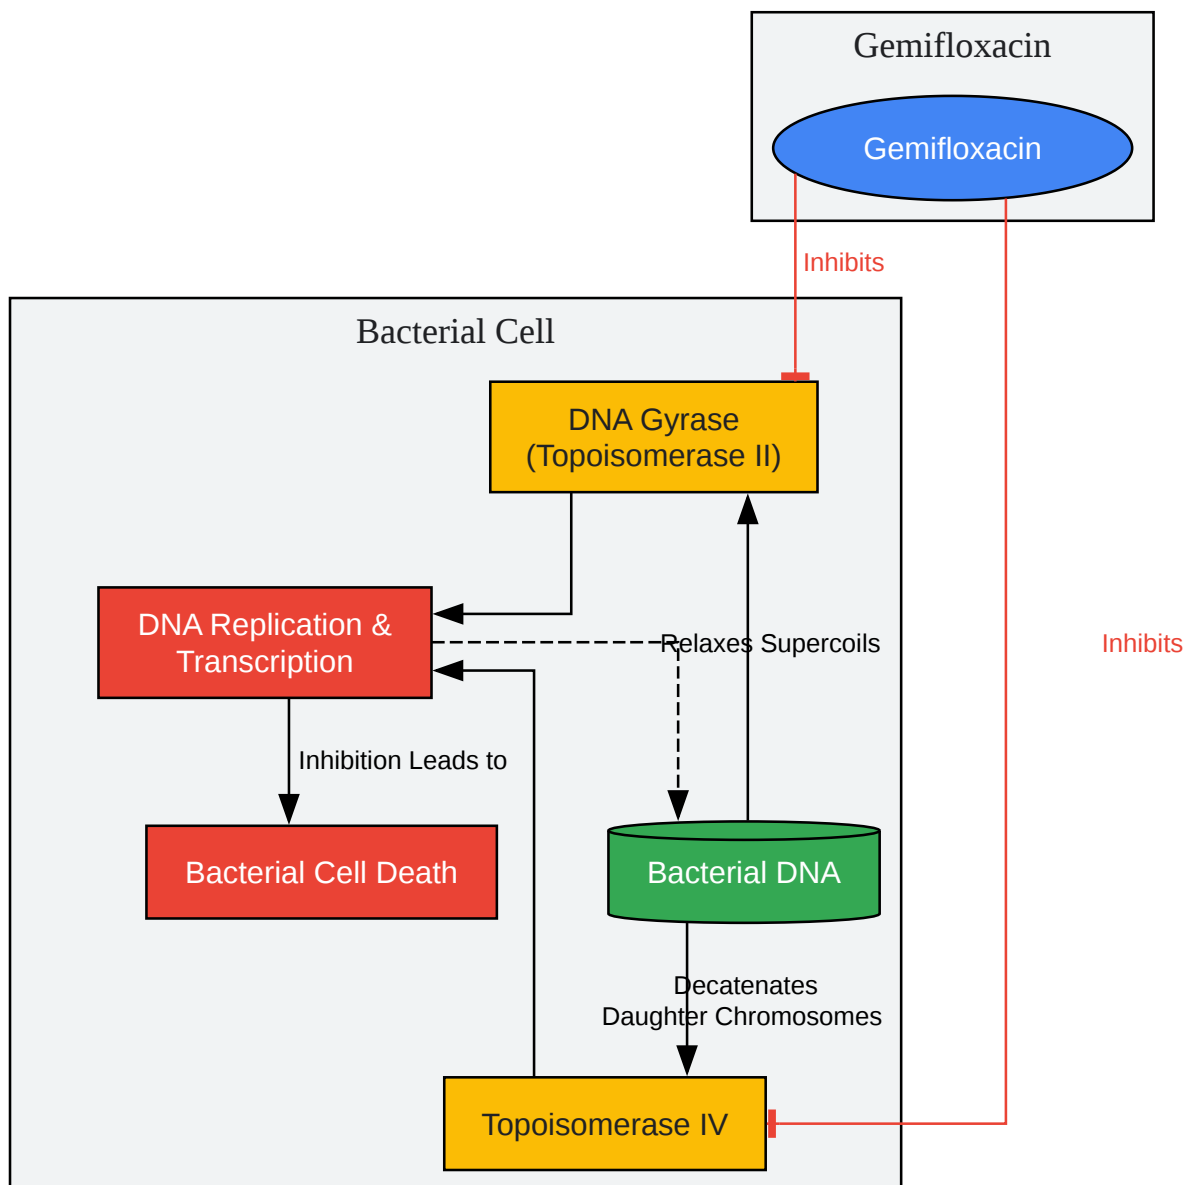 Gemifloxacin
Gemifloxacin
Inhibits
Bacterial Cell
DNA Gyrase
(Topoisomerase II)
DNA Replication &
Transcription
Relaxes Supercoils
Inhibits
Inhibition Leads to
Bacterial Cell Death
Bacterial DNA
Decatenates
Daughter Chromosomes
Topoisomerase IV